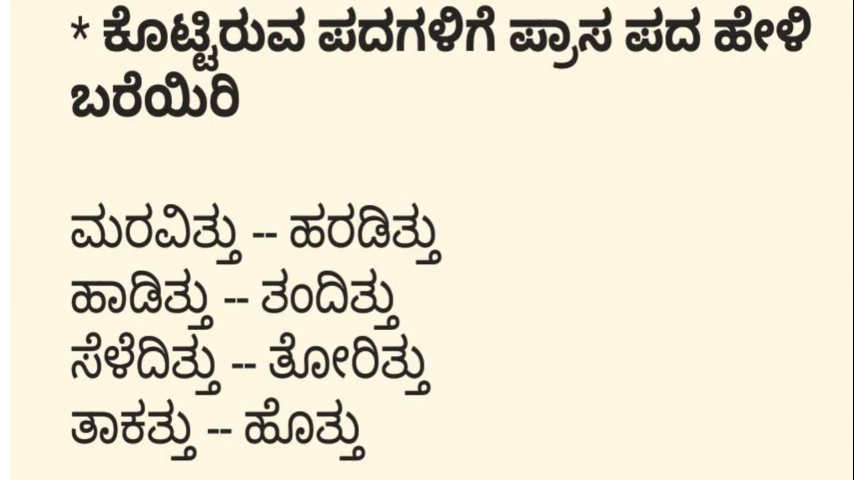 * ಕೊಟ್ಟಿರುವ ಪದಗಳಿಗೆ ಪ್ರಾಸ ಪದ ಹೇಳಿ
ಬರೆಯಿರಿ
ಮರವಿತ್ತು -- ಹರಡಿತ್ತು
ಹಾಡಿತ್ತು -- ತಂದಿತ್ತು
ಸೆಳೆದಿತ್ತು -- ತೋರಿತ್ತು
ತಾಕತ್ತು -- ಹೊತ್ತು